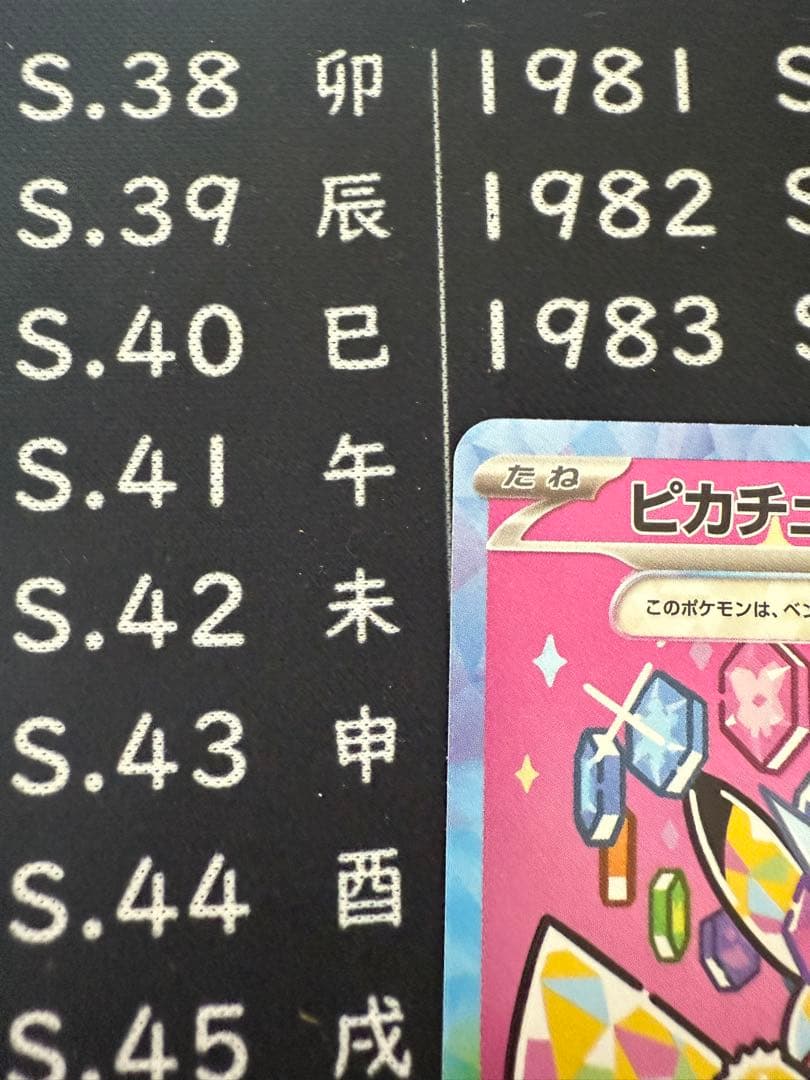 S.38 卯 1981 S
S.39 辰 1982 S
S.40 巳 1983 S
S.41 午
S.42 未
S.43 申
S.44 酉
S.45 戌
たね
ピカチュ
このポケモンは、ベン